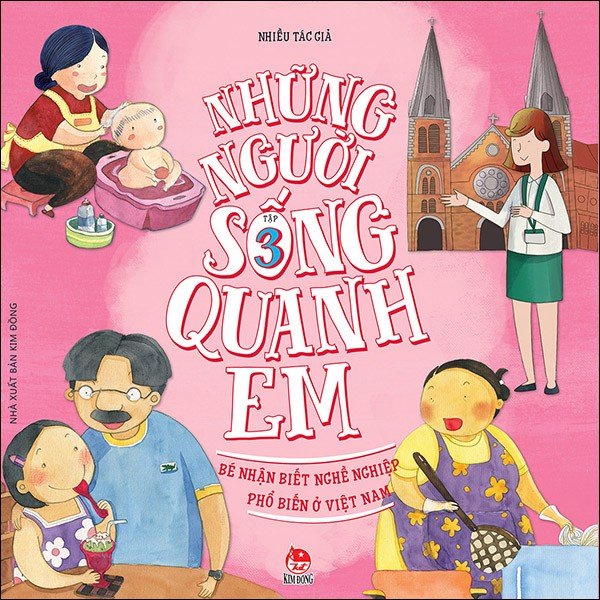 NHIỀU TÁC GIẢ
NHỮNG
NGƯỜI
TẬP
3
SỐNG
QUANH
EM
BÉ NHẬN BIẾT NGHỀ NGHIỆP
PHỔ BIẾN Ở VIỆT NAM
NHÀ XUẤT BẢN KIM ĐỒNG
KIM ĐỒNG